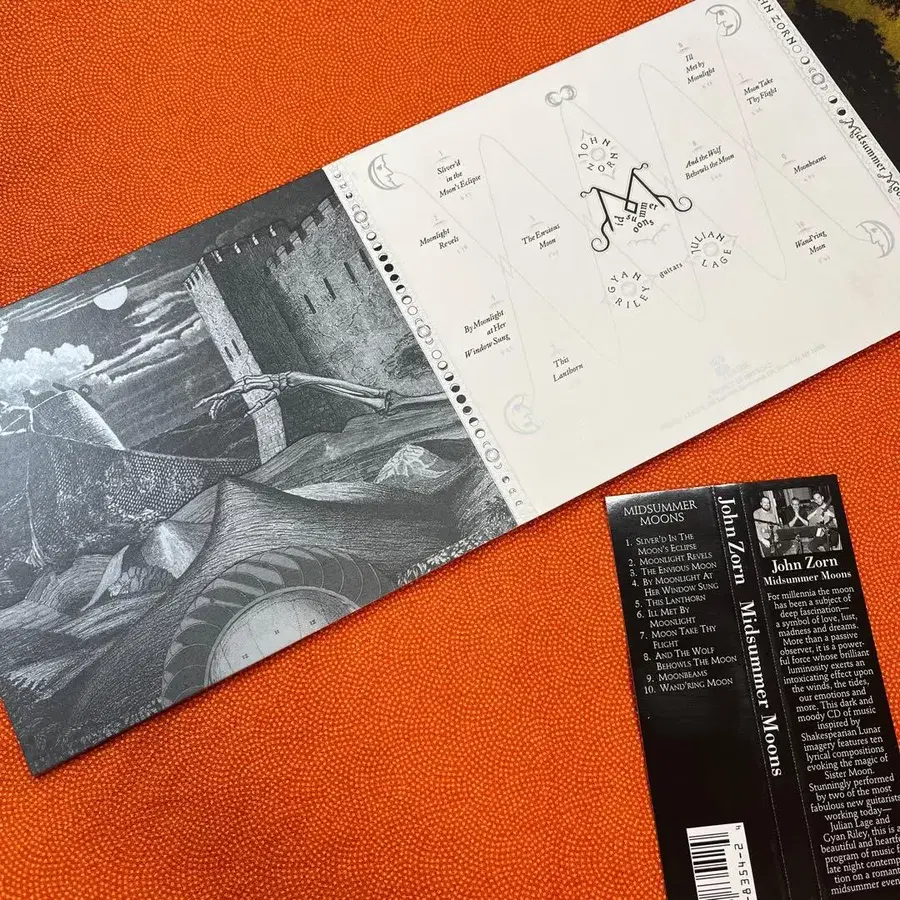 JOHN ZORN
Midsummer Moons
Sliver'd
in the
Moon's Eclipse
Moonlight
Revels
The Envious
Moon
By Moonlight
at Her
Window Sung
This
Lanthorn
Ill
Met by
Moonlight
Moon Take
Thy Flight
And the Wolf
Behowls the Moon
Moonbeams
Wand'ring
Moon
JOHN
ZORN
Midsummer
Moons
GYAN
RILEY
guitars
JULIAN
LAGE
MIDSUMMER
MOONS
1. SLIVER'D IN THE
MOON'S ECLIPSE
2. MOONLIGHT REVELS
3. THE ENVIOUS MOON
4. BY MOONLIGHT AT
HER WINDOW SUNG
5. THIS LANTHORN
6. ILL MET BY
MOONLIGHT
7. MOON TAKE THY
FLIGHT
8. AND THE WOLF
BEHOWLS THE MOON
9. MOONBEAMS
10. WAND'RING MOON
John Zorn Midsummer Moons
John Zorn
Midsummer Moons
For millennia the moon
has been a subject of
deep fascination—
a symbol of love, lust,
madness and dreams.
More than a passive
observer, it is a power-
ful force whose brilliant
luminosity exerts an
intoxicating effect upon
the winds, the tides,
our emotions and
more. This dark and
moody CD of music
inspired by
Shakespearian Lunar
imagery features ten
lyrical compositions
evoking the magic of
Sister Moon.
Stunningly performed
by two of the most
fabulous new guitarists
working today—
Julian Lage and
Gyan Riley, this is a
beautiful and heartf
program of music f
late night contemp
tion on a romant
midsummer even